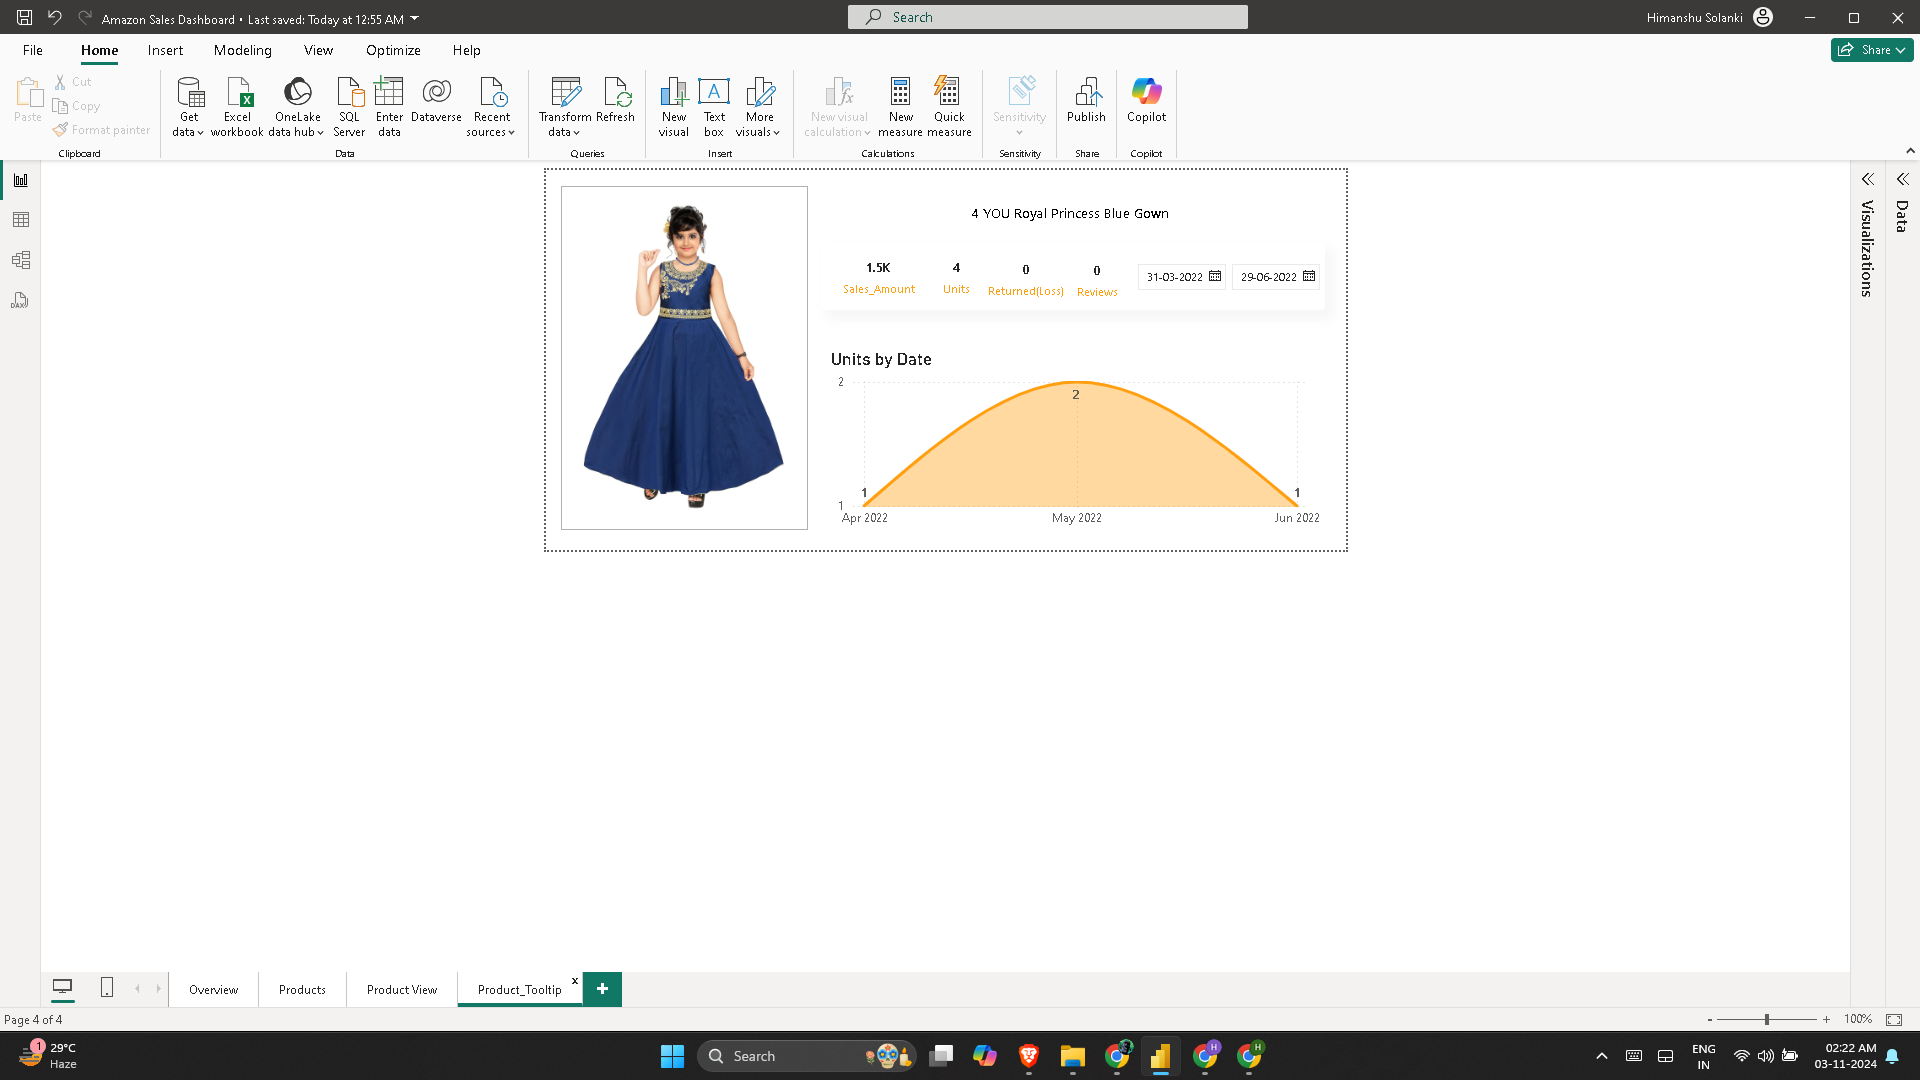 Amazon Sales Dashboard • Last saved: Today at 12:55 AM
Search
Himanshu Solanki
File
Home
Insert
Modeling
View
Optimize
Help
Share
Paste
Cut
Copy
Format painter
Clipboard
Get data
Excel workbook
OneLake data hub
SQL Server
Enter data
Dataverse
Recent sources
Data
Transform data
Refresh
Queries
New visual
Text box
More visuals
Insert
New visual calculation
New measure
Quick measure
Calculations
Sensitivity
Sensitivity
Publish
Share
Copilot
Copilot
DAX
Visualizations
Data
4 YOU Royal Princess Blue Gown
1.5K
Sales_Amount
4
Units
0
Returned(Loss)
0
Reviews
31-03-2022
29-06-2022
Units by Date
2
1
1
2
1
Apr 2022
May 2022
Jun 2022
Overview
Products
Product View
Product_Tooltip
x
+
Page 4 of 4
- + 100%
1
29°C
Haze
Search
H
H
ENG
IN
02:22 AM
03-11-2024